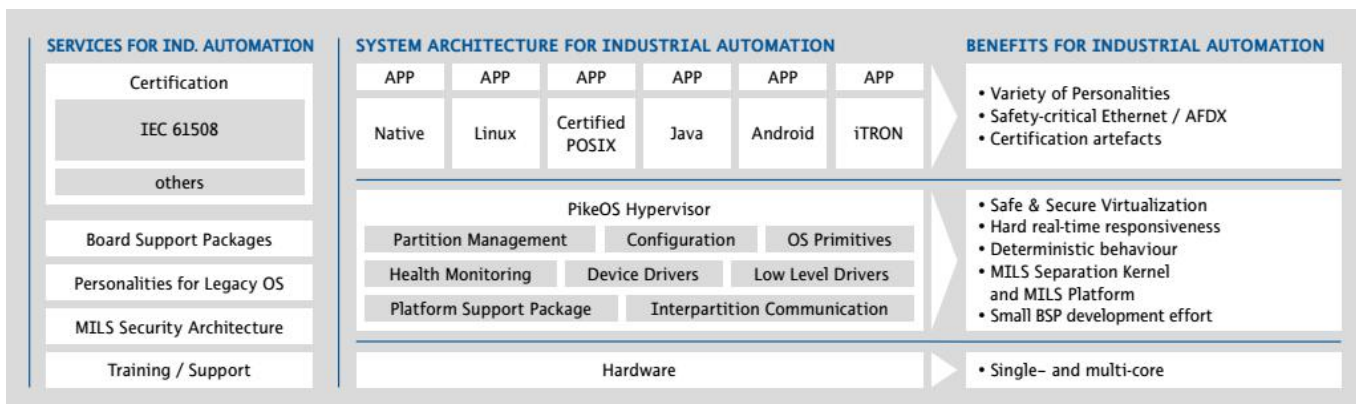 SERVICES FOR IND. AUTOMATION
Certification
IEC 61508
others
Board Support Packages
Personalities for Legacy OS
MILS Security Architecture
Training / Support
SYSTEM ARCHITECTURE FOR INDUSTRIAL AUTOMATION
APP APP APP APP APP APP
Native Linux Certified POSIX Java Android iTRON
PikeOS Hypervisor
Partition Management Configuration OS Primitives
Health Monitoring Device Drivers Low Level Drivers
Platform Support Package Interpartition Communication
Hardware
BENEFITS FOR INDUSTRIAL AUTOMATION
• Variety of Personalities
• Safety-critical Ethernet / AFDX
• Certification artefacts
• Safe & Secure Virtualization
• Hard real-time responsiveness
• Deterministic behaviour
• MILS Separation Kernel
and MILS Platform
• Small BSP development effort
• Single- and multi-core